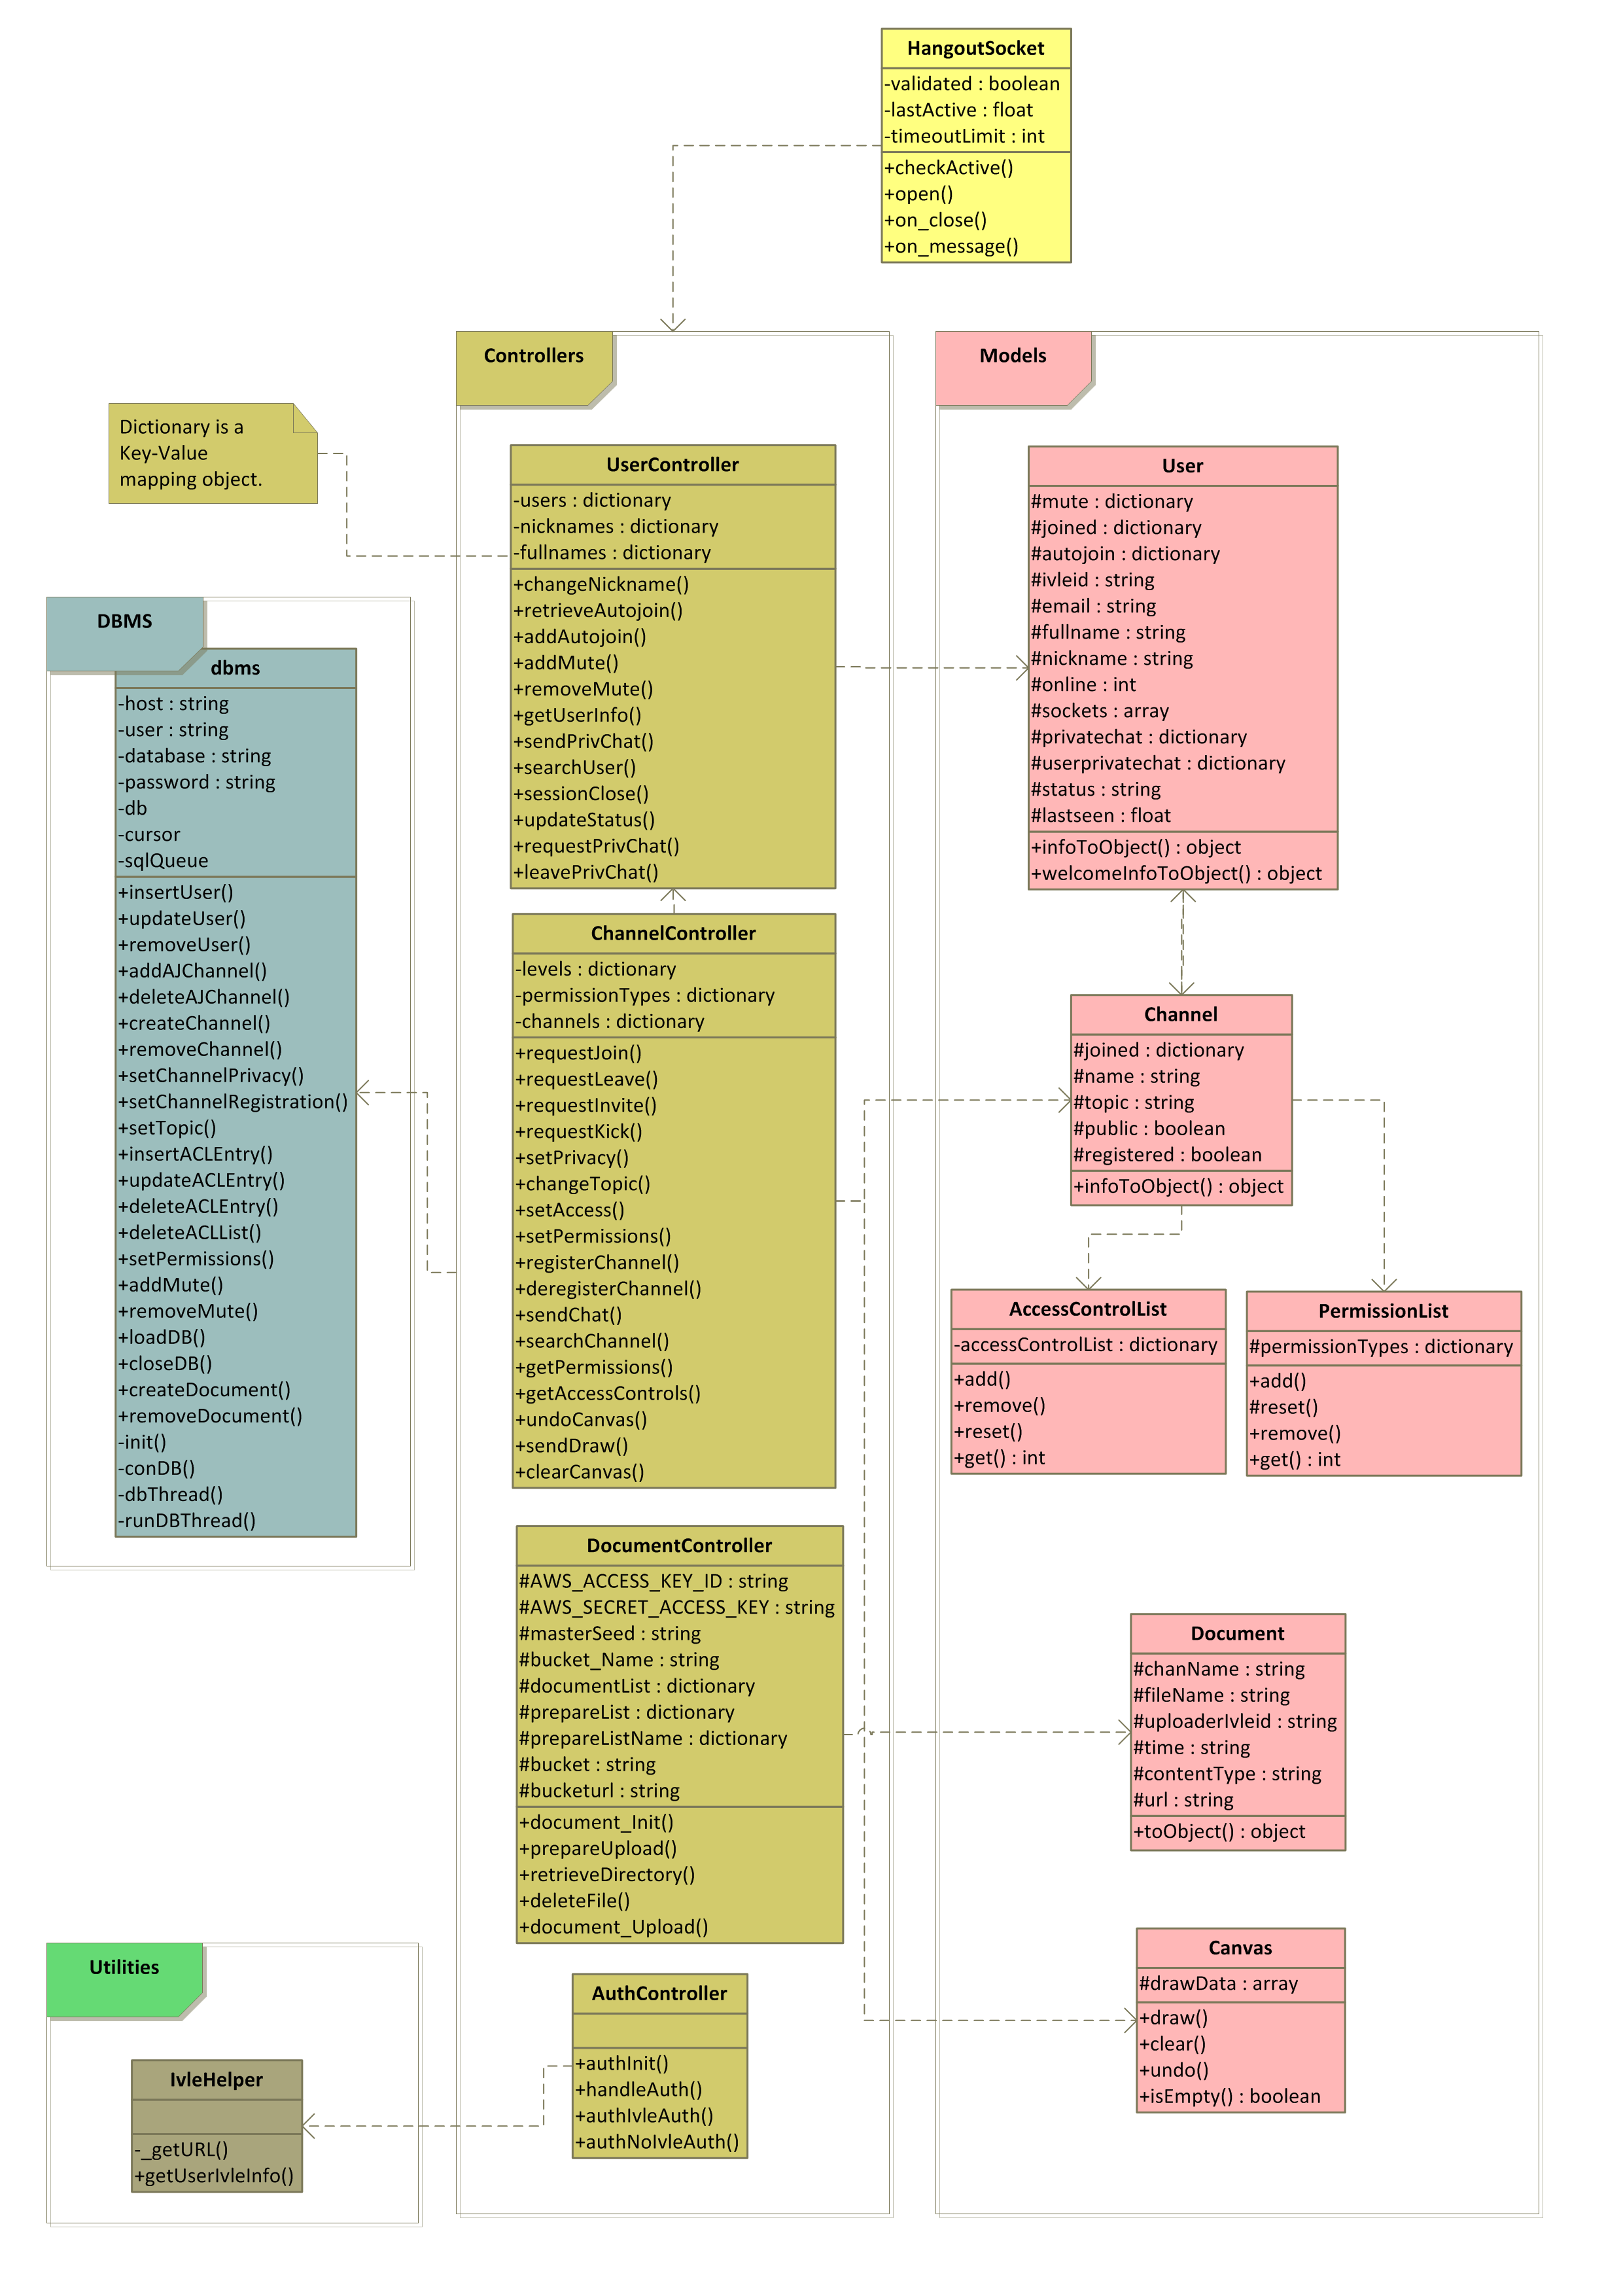 HangoutSocket
-validated : boolean
-lastActive : float
-timeoutLimit : int
+checkActive()
+open()
+on_close()
+on_message()
Controllers
Models
Dictionary is a
Key-Value
mapping object.
UserController
-users : dictionary
-nicknames : dictionary
-fullnames : dictionary
+changeNickname()
+retrieveAutojoin()
+addAutojoin()
+addMute()
+removeMute()
+getUserInfo()
+sendPrivChat()
+searchUser()
+sessionClose()
+updateStatus()
+requestPrivChat()
+leavePrivChat()
User
#mute : dictionary
#joined : dictionary
#autojoin : dictionary
#ivleid : string
#email : string
#fullname : string
#nickname : string
#online : int
#sockets : array
#privatechat : dictionary
#userprivatechat : dictionary
#status : string
#lastseen : float
+infoToObject() : object
+welcomeInfoToObject() : object
DBMS
dbms
-host : string
-user : string
-database : string
-password : string
-db
-cursor
-sqlQueue
+insertUser()
+updateUser()
+removeUser()
+addAJChannel()
+deleteAJChannel()
+createChannel()
+removeChannel()
+setChannelPrivacy()
+setChannelRegistration()
+setTopic()
+insertACLEntry()
+updateACLEntry()
+deleteACLEntry()
+deleteACLList()
+setPermissions()
+addMute()
+removeMute()
+loadDB()
+closeDB()
+createDocument()
+removeDocument()
-init()
-conDB()
-dbThread()
-runDBThread()
ChannelController
-levels : dictionary
-permissionTypes : dictionary
-channels : dictionary
+requestJoin()
+requestLeave()
+requestInvite()
+requestKick()
+setPrivacy()
+changeTopic()
+setAccess()
+setPermissions()
+registerChannel()
+deregisterChannel()
+sendChat()
+searchChannel()
+getPermissions()
+getAccessControls()
+undoCanvas()
+sendDraw()
+clearCanvas()
Channel
#joined : dictionary
#name : string
#topic : string
#public : boolean
#registered : boolean
+infoToObject() : object
AccessControlList
-accessControlList : dictionary
+add()
+remove()
+reset()
+get() : int
PermissionList
#permissionTypes : dictionary
+add()
#reset()
+remove()
+get() : int
DocumentController
#AWS_ACCESS_KEY_ID : string
#AWS_SECRET_ACCESS_KEY : string
#masterSeed : string
#bucket_Name : string
#documentList : dictionary
#prepareList : dictionary
#prepareListName : dictionary
#bucket : string
#bucketurl : string
+document_Init()
+prepareUpload()
+retrieveDirectory()
+deleteFile()
+document_Upload()
Document
#chanName : string
#fileName : string
#uploaderIvleid : string
#time : string
#contentType : string
#url : string
+toObject() : object
Canvas
#drawData : array
+draw()
+clear()
+undo()
+isEmpty() : boolean
Utilities
IvleHelper
-_getURL()
+getUserIvleInfo()
AuthController
+authInit()
+handleAuth()
+authIvleAuth()
+authNoIvleAuth()